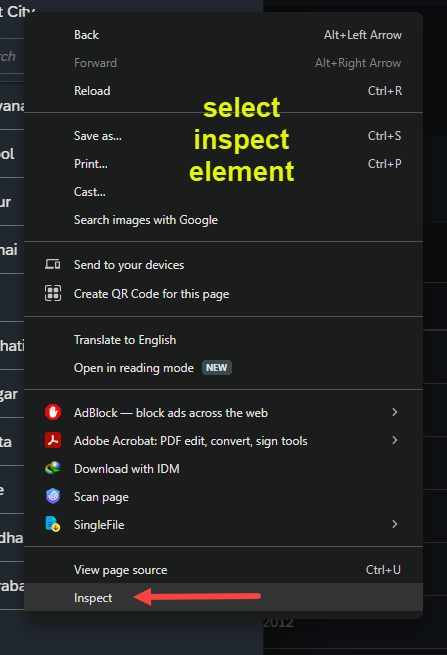 t City
rch
vana
ool
ur
nai
hati
gar
ta
e
dha
raba
Back Alt+Left Arrow
Forward Alt+Right Arrow
Reload Ctrl+R
select
inspect
element
Save as... Ctrl+S
Print... Ctrl+P
Cast...
Search images with Google
Send to your devices
Create QR Code for this page
Translate to English
Open in reading mode NEW
AdBlock — block ads across the web
Adobe Acrobat: PDF edit, convert, sign tools
Download with IDM
Scan page
SingleFile
View page source Ctrl+U
Inspect
2012